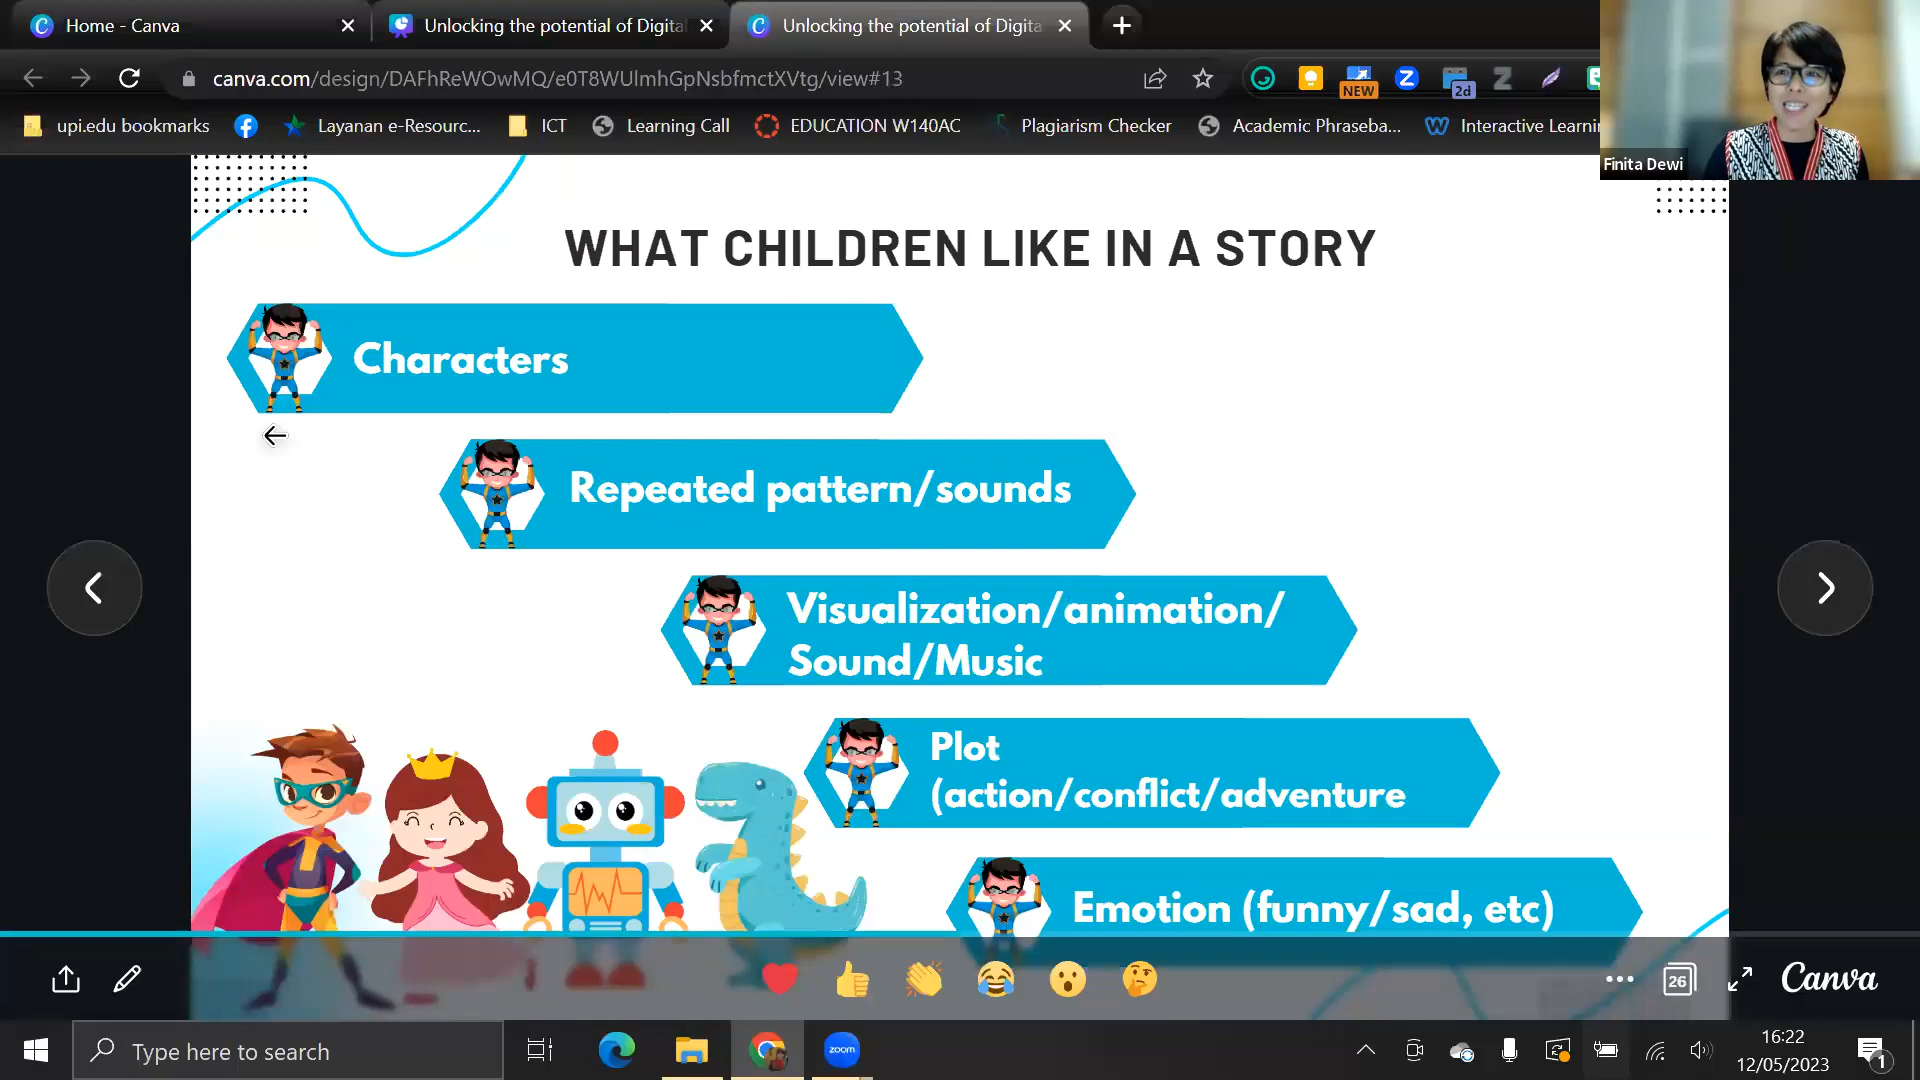 Home - Canva
Unlocking the potential of Digital
Unlocking the potential of Digita
canva.com/design/DAFhReWOwMQ/e0T8WUlmhGpNsbfmctXVtg/view#13
NEW
2d
upi.edu bookmarks
Layanan e-Resourc...
ICT
Learning Call
EDUCATION W140AC
Plagiarism Checker
Academic Phraseba...
Interactive Learni
Finita Dewi
WHAT CHILDREN LIKE IN A STORY
Characters
Repeated pattern/sounds
Visualization/animation/
Sound/Music
Plot
(action/conflict/adventure
Emotion (funny/sad, etc)
26
Canva
Type here to search
zoom
16:22
12/05/2023
1